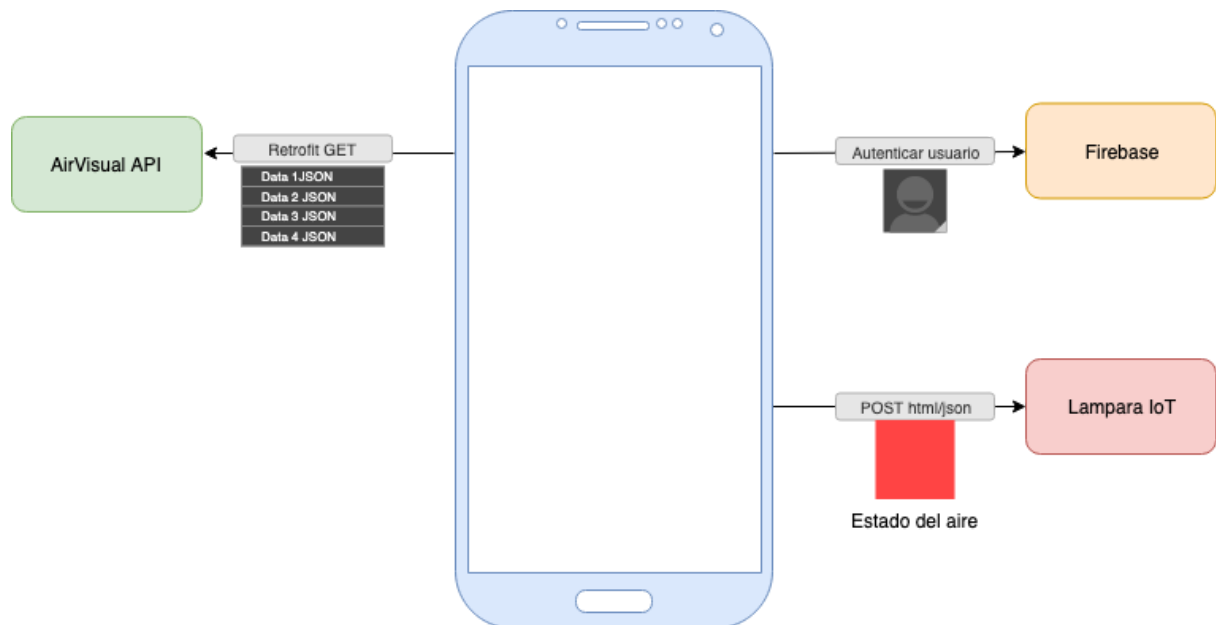 AirVisual API
Retrofit GET
Data 1JSON
Data 2 JSON
Data 3 JSON
Data 4 JSON
Autenticar usuario
Firebase
POST html/json
Lampara IoT
Estado del aire